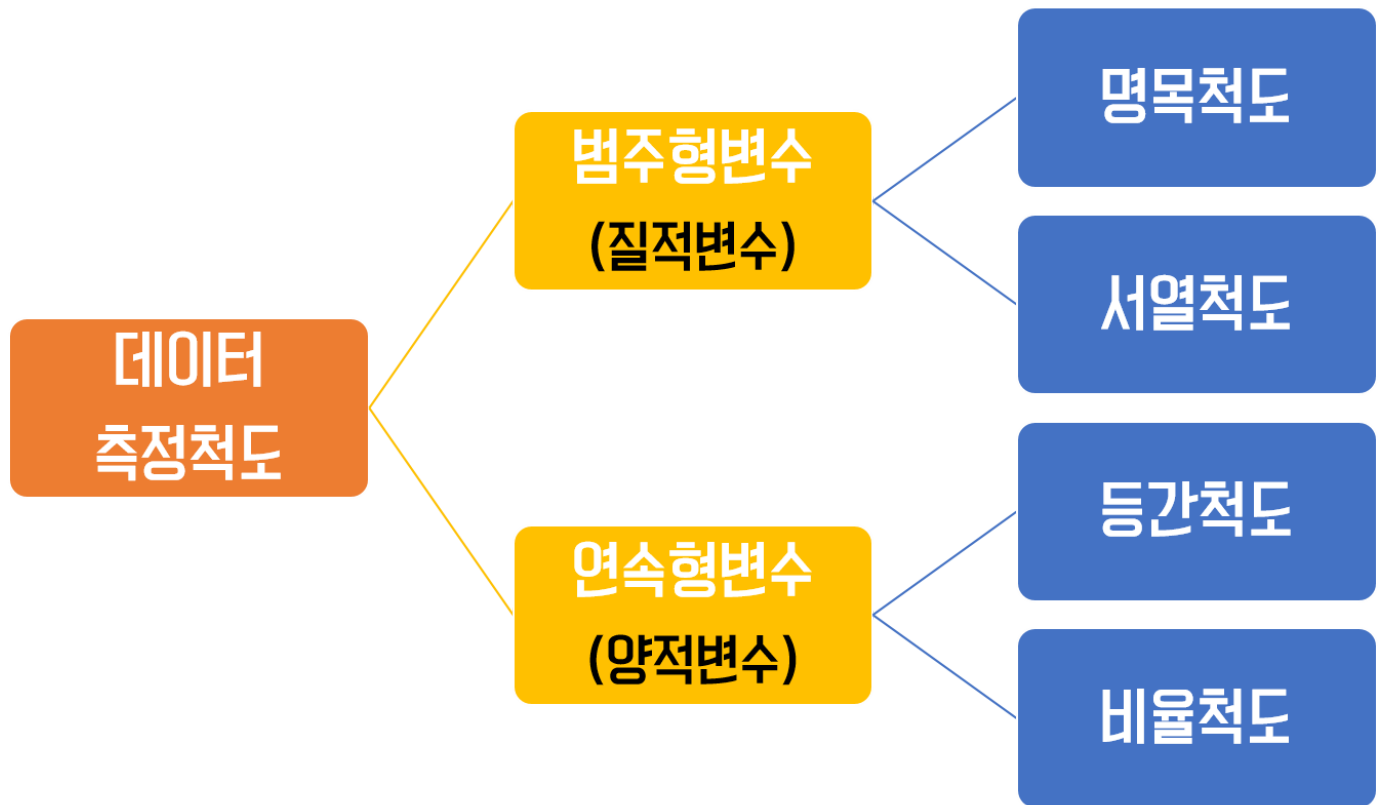 데이터
측정척도
범주형변수
(질적변수)
연속형변수
(양적변수)
명목척도
서열척도
등간척도
비율척도